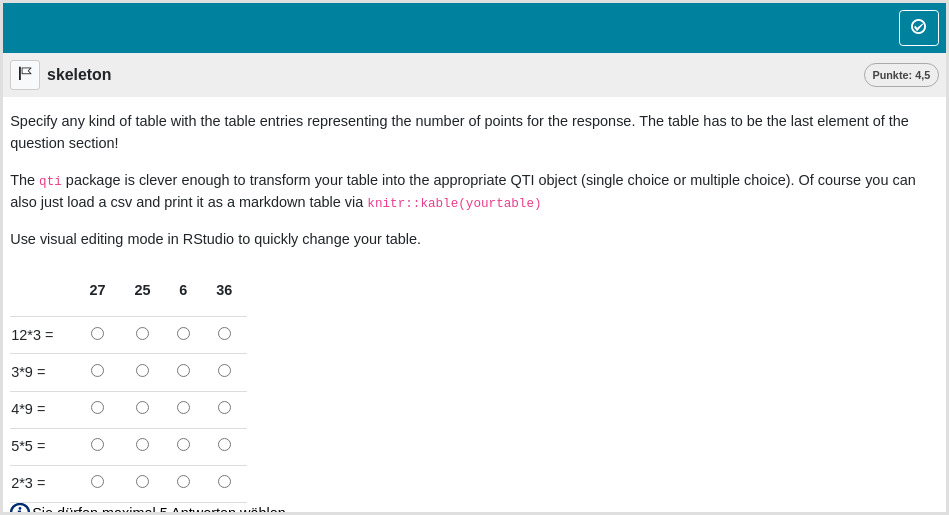 skeleton
Punkte: 4,5
Specify any kind of table with the table entries representing the number of points for the response. The table has to be the last element of the
question section!
The qti package is clever enough to transform your table into the appropriate QTI object (single choice or multiple choice). Of course you can
also just load a csv and print it as a markdown table via knitr::kable(yourtable)
Use visual editing mode in RStudio to quickly change your table.
27 25 6 36
12*3 =
3*9 =
4*9 =
5*5 =
2*3 =
Sie dürfen maximal 5 Antworten wählen